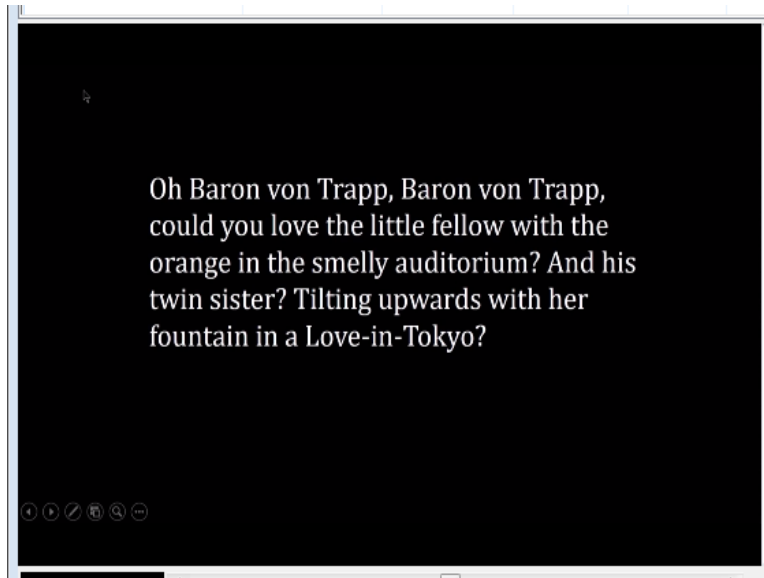 Oh Baron von Trapp, Baron von Trapp,
could you love the little fellow with the
orange in the smelly auditorium? And his
twin sister? Tilting upwards with her
fountain in a Love-in-Tokyo?